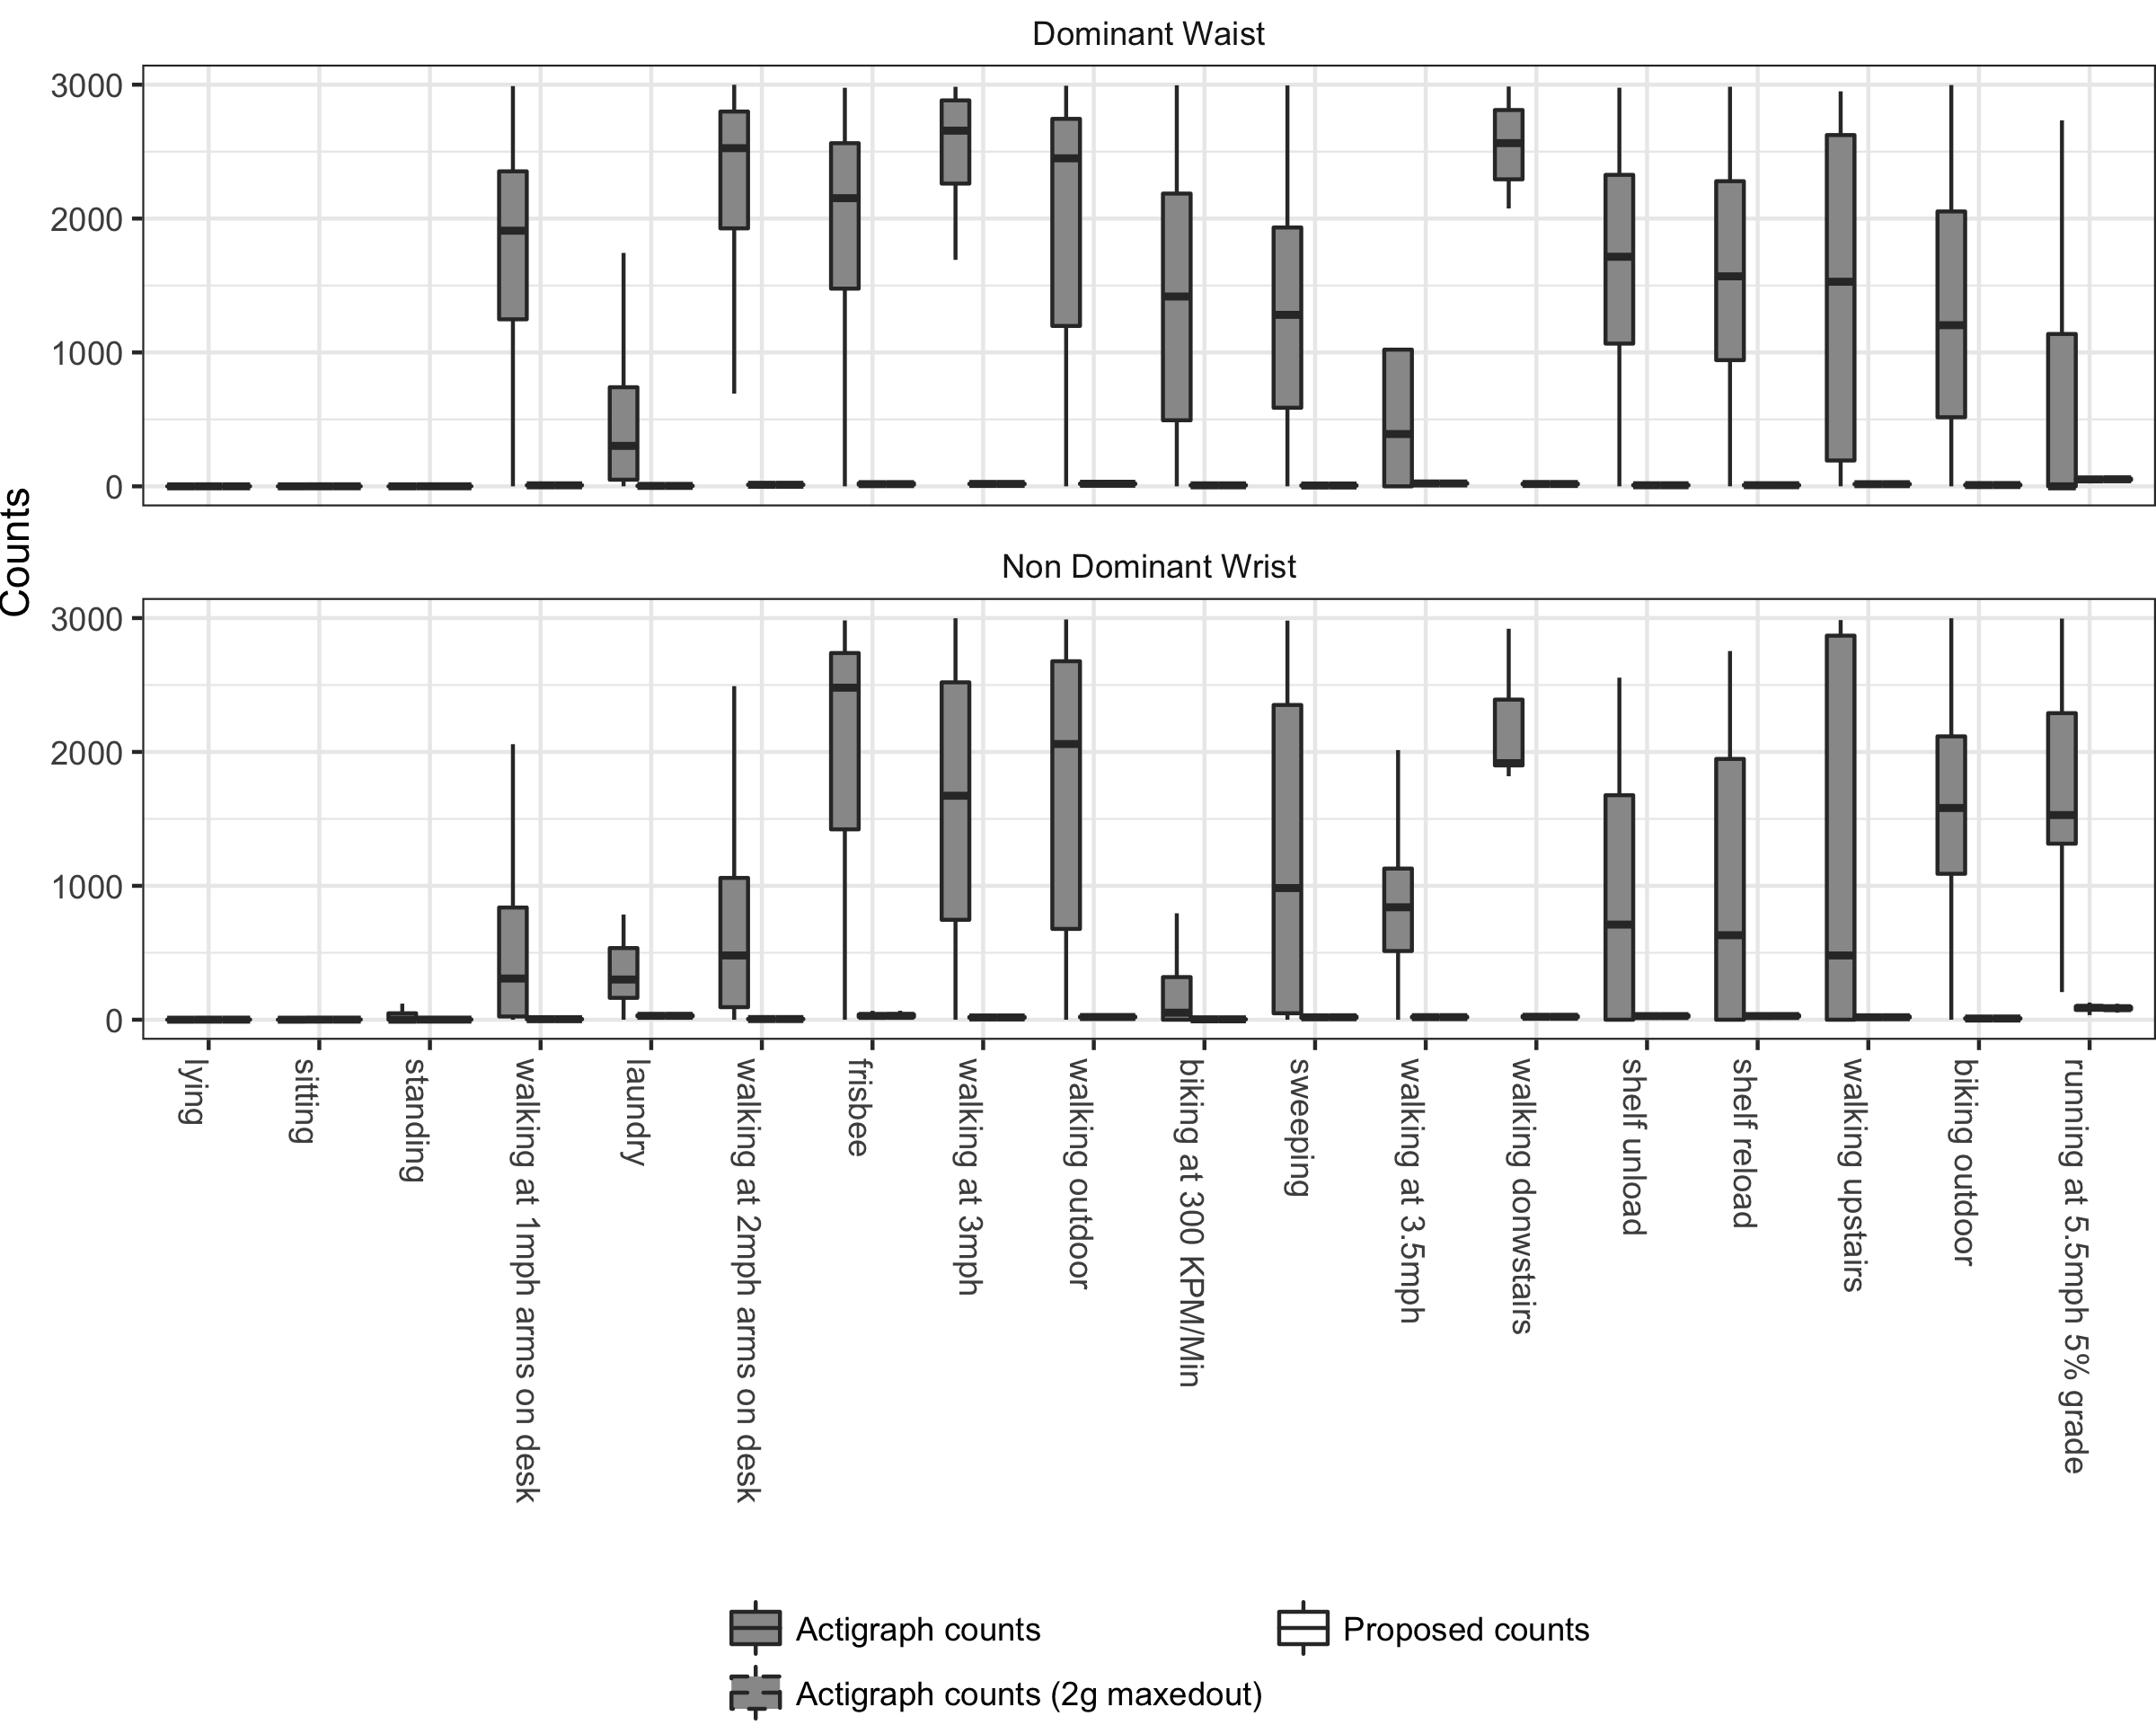 Dominant Waist
3000
2000
1000
0
Counts
Non Dominant Wrist
3000
2000
1000
0
lying
sitting
standing
walking at 1mph arms on desk
laundry
walking at 2mph arms on desk
frisbee
walking at 3mph
walking outdoor
biking at 300 KPM/Min
sweeping
walking at 3.5mph
walking donwstairs
shelf unload
shelf reload
walking upstairs
biking outdoor
running at 5.5mph 5% grade
Actigraph counts
Proposed counts
Actigraph counts (2g maxedout)